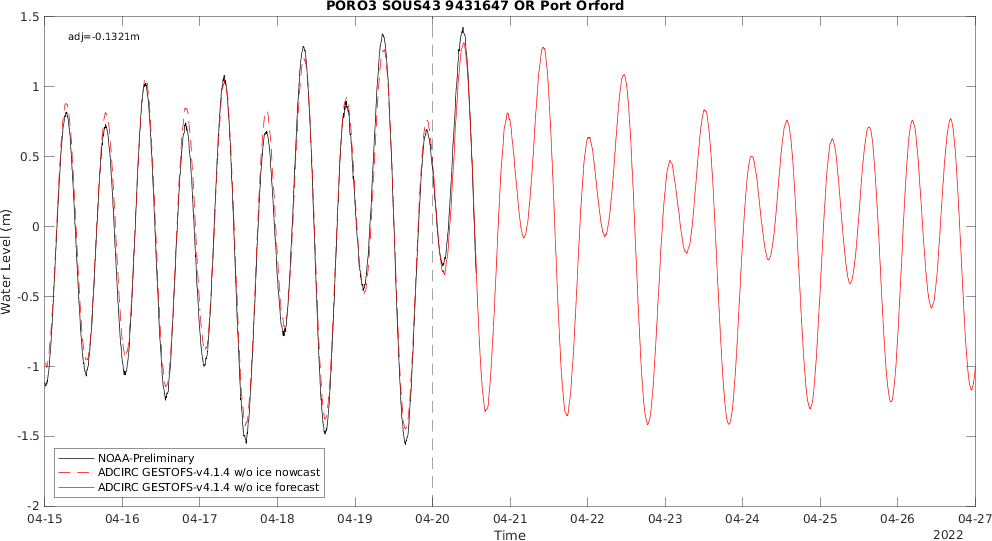 PORO3 SOUS43 9431647 OR Port Orford
adj=-0.1321m
1.5
1
0.5
0
-0.5
-1
-1.5
-2
Water Level (m)
NOAA-Preliminary
ADCIRC GESTOFS-v4.1.4 w/o ice nowcast
ADCIRC GESTOFS-v4.1.4 w/o ice forecast
04-15 04-16 04-17 04-18 04-19 04-20 04-21 04-22 04-23 04-24 04-25 04-26 04-27
Time
2022